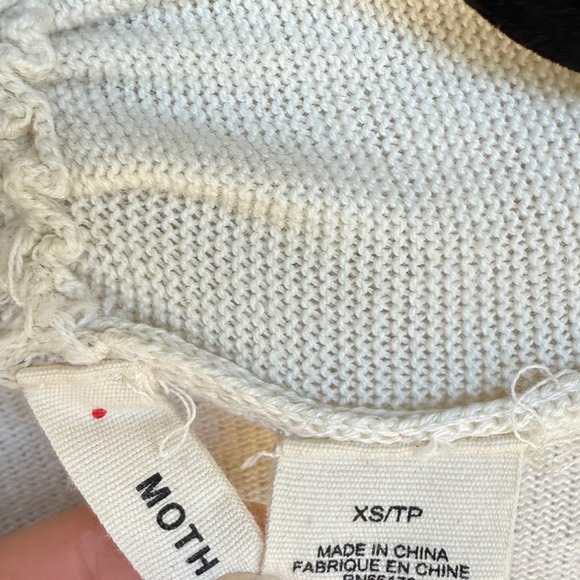 MOTH
XS/TP
MADE IN CHINA
FABRIQUE EN CHINE